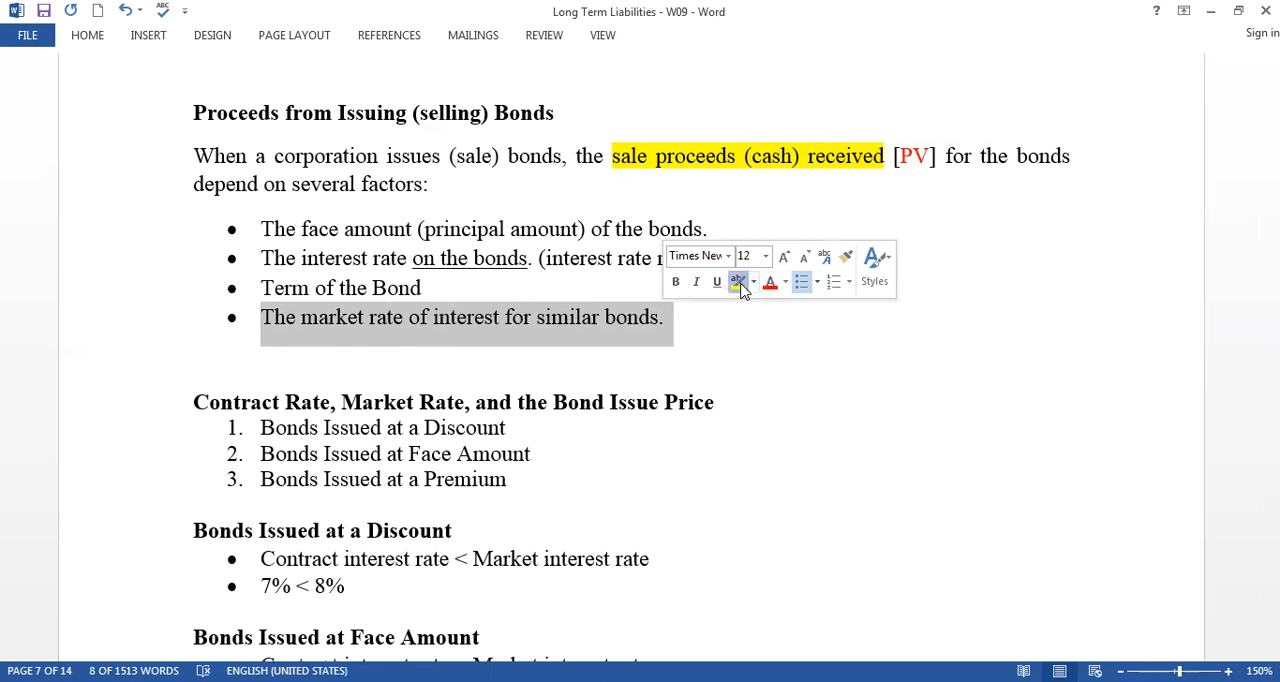 Long Term Liabilities - W09 - Word
FILE HOME INSERT DESIGN PAGE LAYOUT REFERENCES MAILINGS REVIEW VIEW Sign in
Proceeds from Issuing (selling) Bonds
When a corporation issues (sale) bonds, the sale proceeds (cash) received [PV] for the bonds
depend on several factors:
• The face amount (principal amount) of the bonds.
• The interest rate on the bonds. (interest rate
• Term of the Bond
• The market rate of interest for similar bonds.
Times New 12
B I U Styles
Contract Rate, Market Rate, and the Bond Issue Price
1. Bonds Issued at a Discount
2. Bonds Issued at Face Amount
3. Bonds Issued at a Premium
Bonds Issued at a Discount
• Contract interest rate < Market interest rate
• 7% < 8%
Bonds Issued at Face Amount
PAGE 7 OF 14 8 OF 1513 WORDS ENGLISH (UNITED STATES) 150%